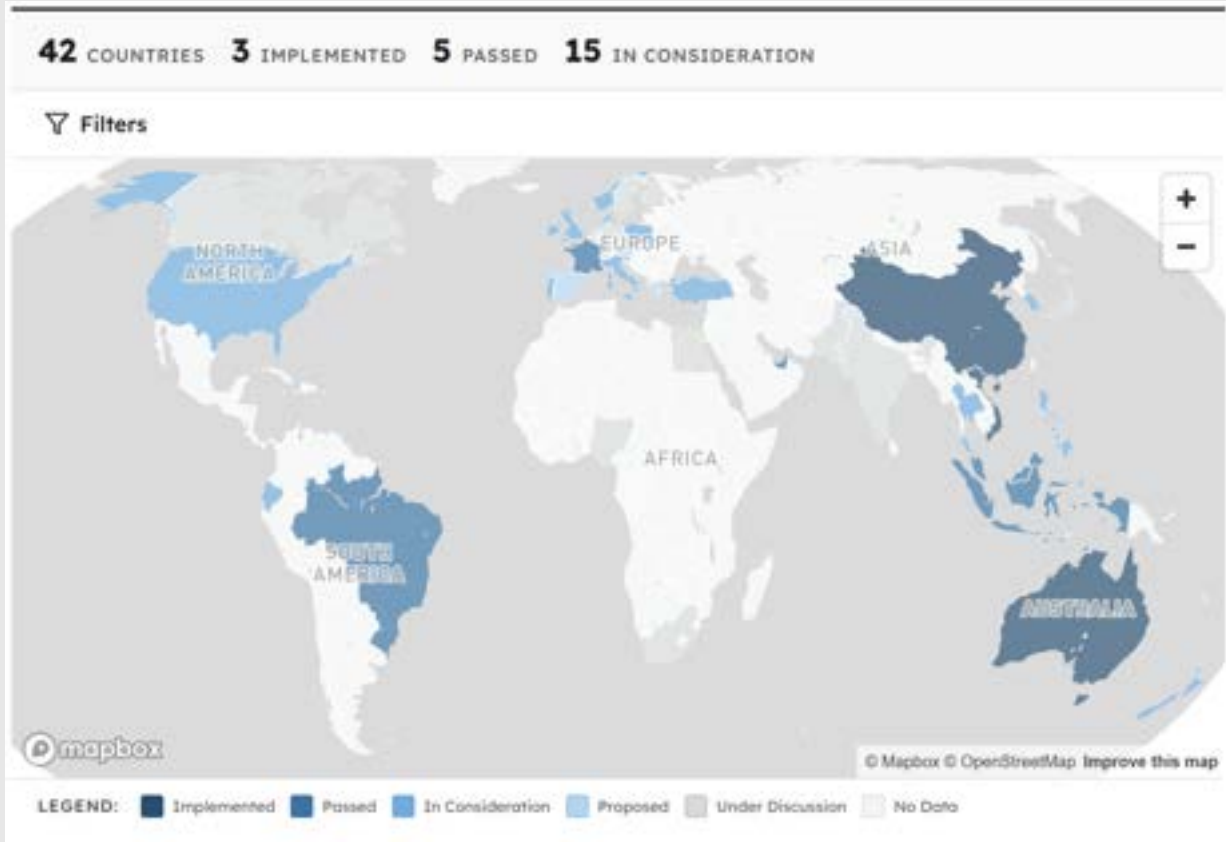 42 COUNTRIES 3 IMPLEMENTED 5 PASSED 15 IN CONSIDERATION
Filters
+
−
NORTH
AMERICA
EUROPE
ASIA
AFRICA
SOUTH
AMERICA
AUSTRALIA
mapbox
© Mapbox © OpenStreetMap Improve this map
LEGEND: Implemented Passed In Consideration Proposed Under Discussion No Data